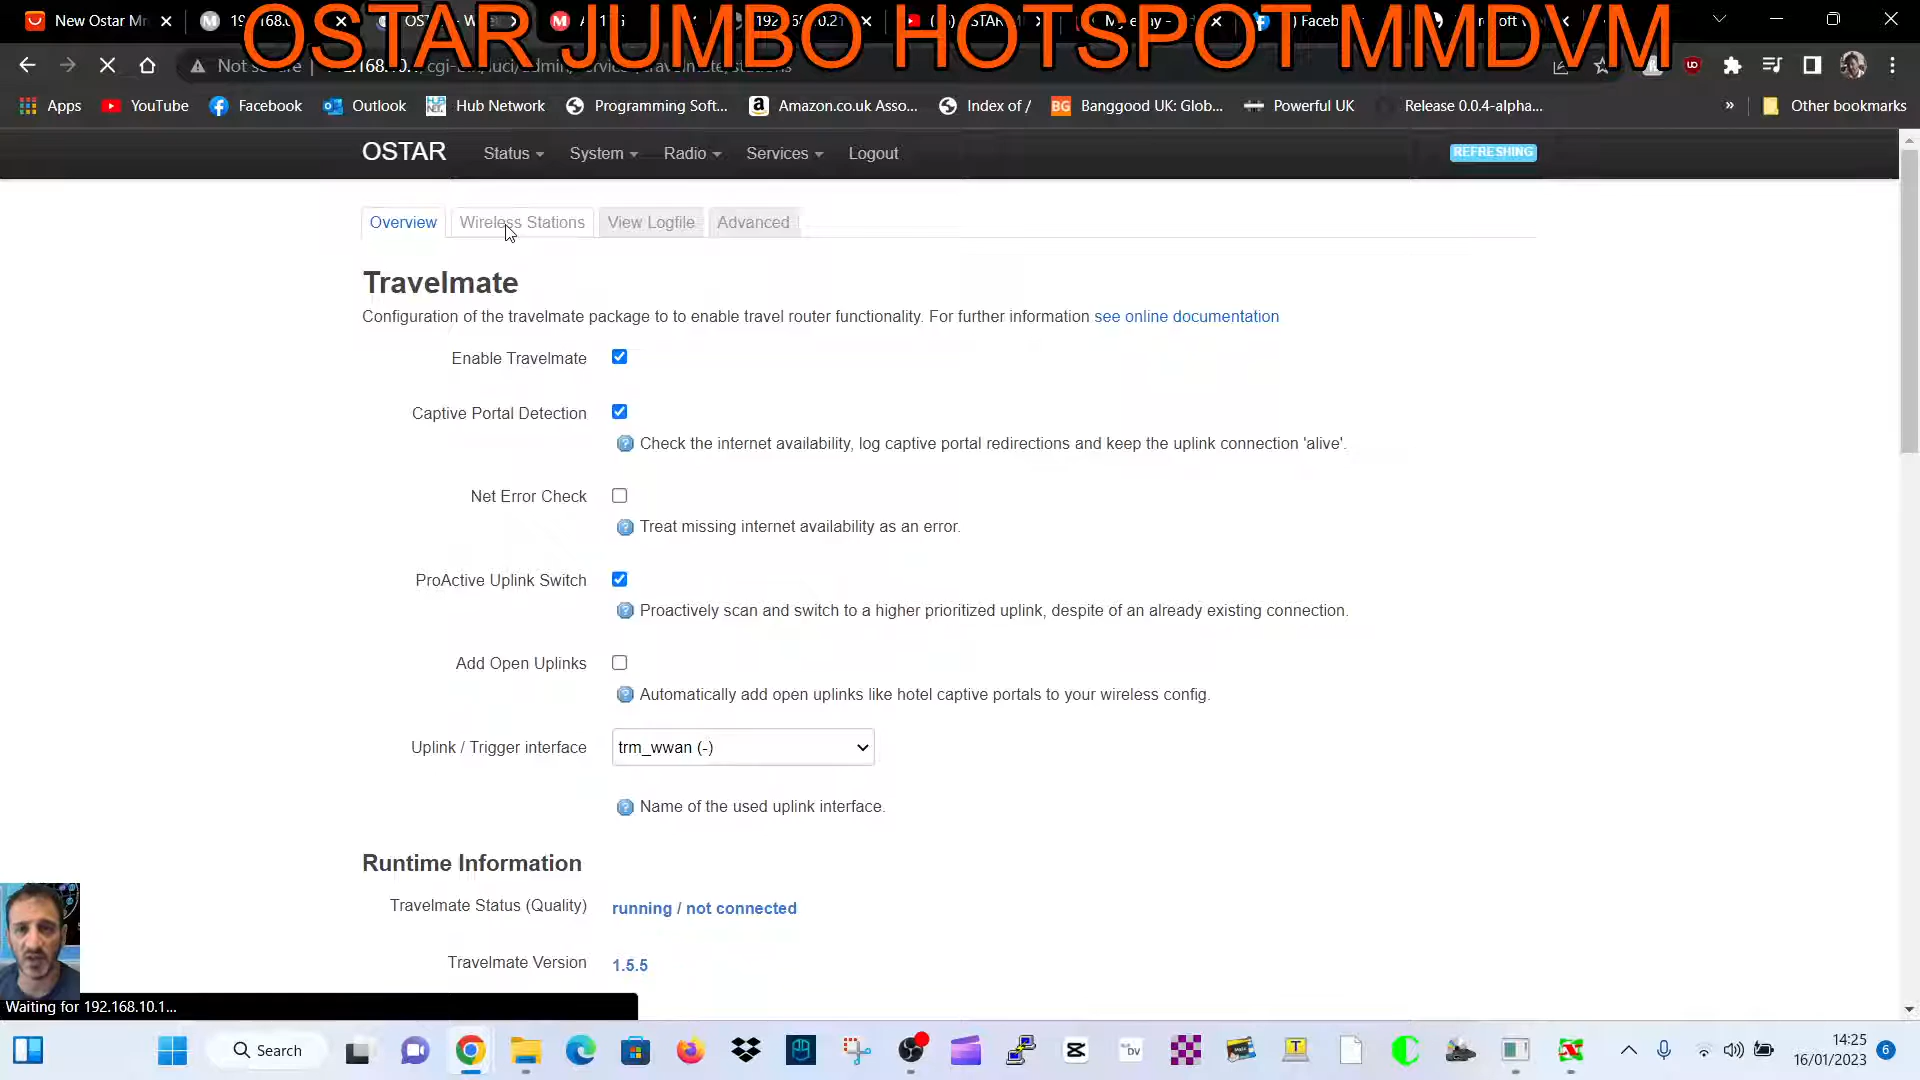 OSTAR JUMBO HOTSPOT MMDVM
New Ostar Mm
Apps YouTube Facebook Outlook Hub Network Programming Soft... Amazon.co.uk Asso... Index of / Banggood UK: Glob... Powerful UK Release 0.0.4-alpha... » Other bookmarks
OSTAR Status System Radio Services Logout REFRESHING
Overview Wireless Stations View Logfile Advanced
Travelmate
Configuration of the travelmate package to to enable travel router functionality. For further information see online documentation
Enable Travelmate
Captive Portal Detection
Check the internet availability, log captive portal redirections and keep the uplink connection 'alive'.
Net Error Check
Treat missing internet availability as an error.
ProActive Uplink Switch
Proactively scan and switch to a higher prioritized uplink, despite of an already existing connection.
Add Open Uplinks
Automatically add open uplinks like hotel captive portals to your wireless config.
Uplink / Trigger interface trm_wwan (-)
Name of the used uplink interface.
Runtime Information
Travelmate Status (Quality) running / not connected
Travelmate Version 1.5.5
Waiting for 192.168.10.1...
Search
14:25
16/01/2023 6